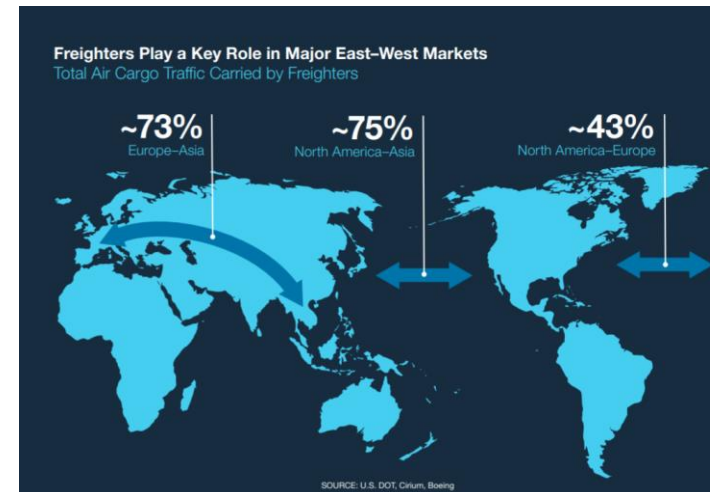 Freighters Play a Key Role in Major East–West Markets
Total Air Cargo Traffic Carried by Freighters
~73%
Europe–Asia
~75%
North America–Asia
~43%
North America–Europe
SOURCE: U.S. DOT, Cirium, Boeing